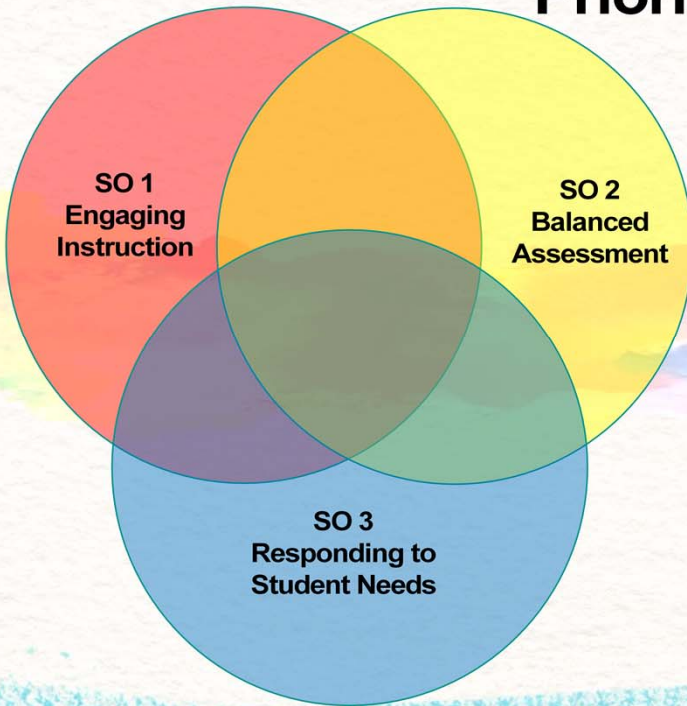 SO 1
Engaging
Instruction
SO 2
Balanced
Assessment
SO 3
Responding to
Student Needs